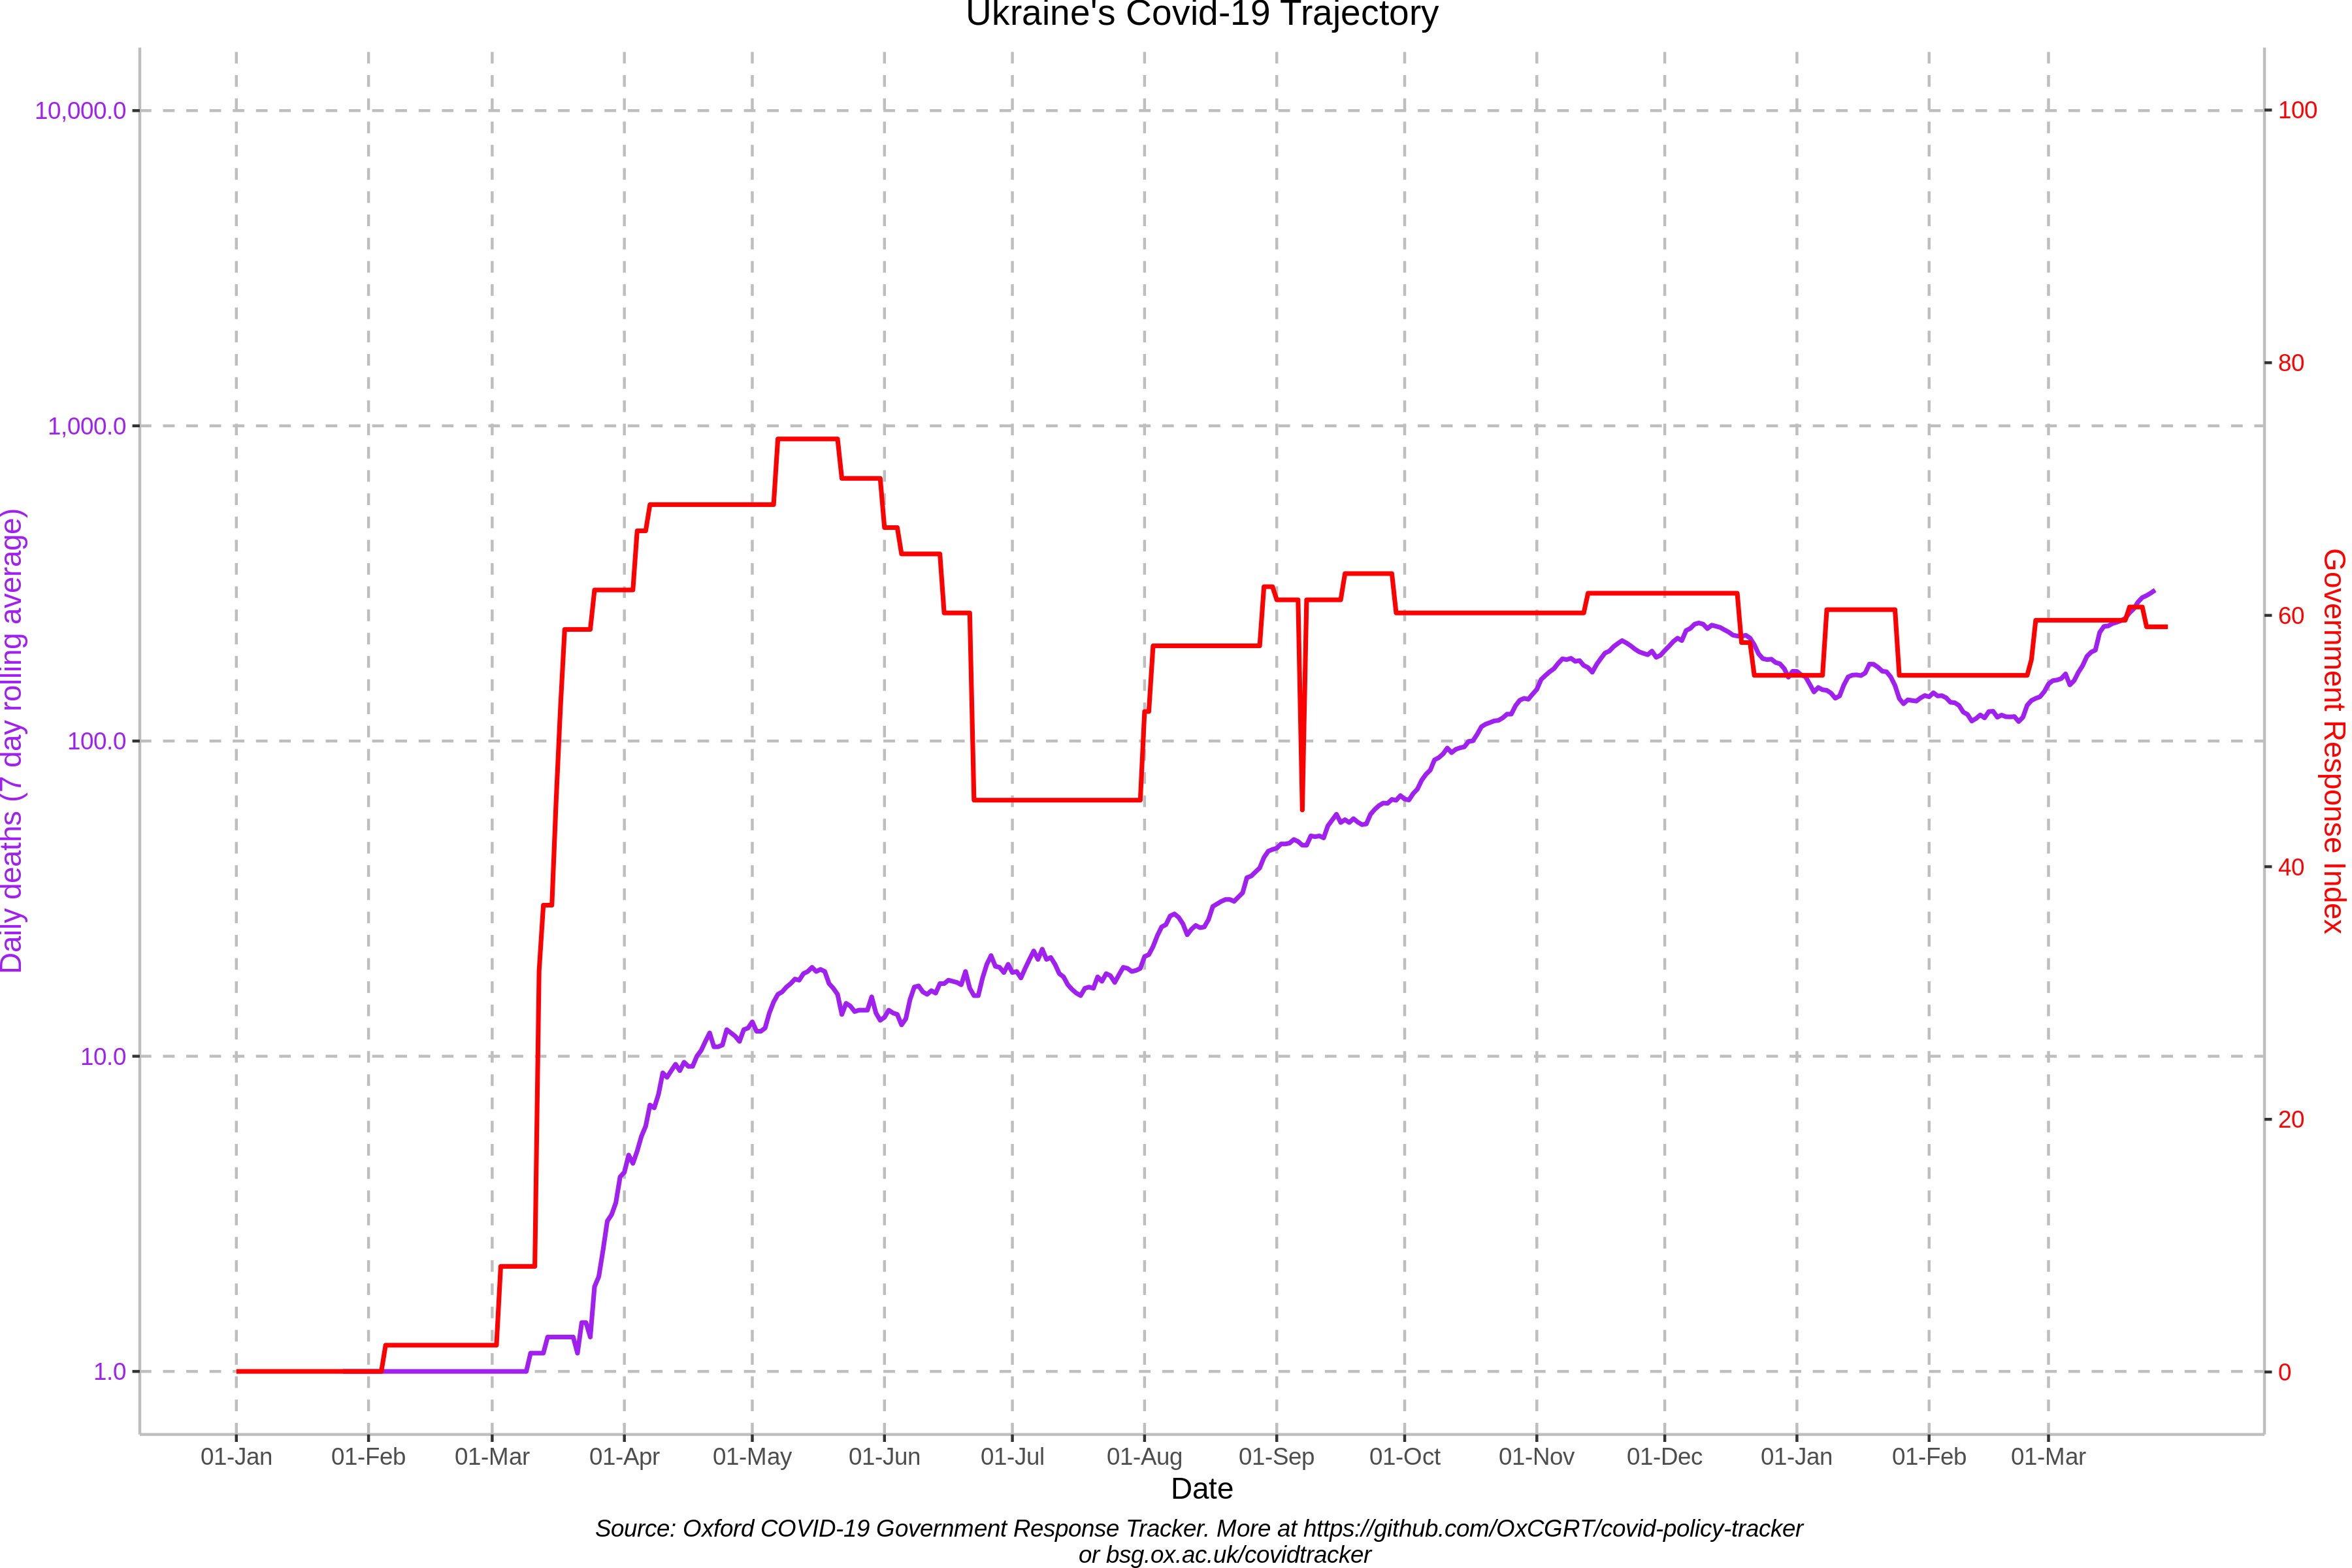 Ukraine's Covid-19 Trajectory
10,000.0
1,000.0
100.0
10.0
1.0
Daily deaths (7 day rolling average)
100
80
60
40
20
0
Government Response Index
01-Jan 01-Feb 01-Mar 01-Apr 01-May 01-Jun 01-Jul 01-Aug 01-Sep 01-Oct 01-Nov 01-Dec 01-Jan 01-Feb 01-Mar
Date
Source: Oxford COVID-19 Government Response Tracker. More at https://github.com/OxCGRT/covid-policy-tracker
or bsg.ox.ac.uk/covidtracker